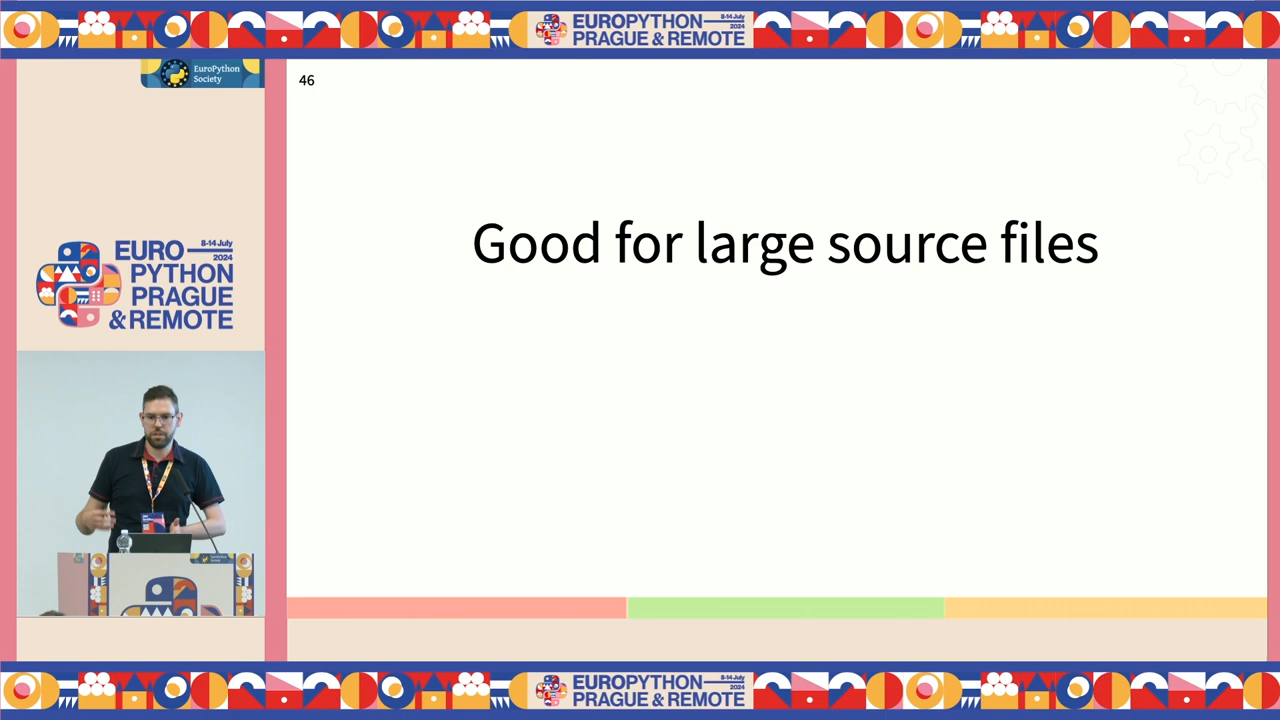 EUROPYTHON 8-14 July 2024
PRAGUE & REMOTE
EuroPython
Society
46
Good for large source files
EURO 8-14 July
2024
PYTHON
PRAGUE
& REMOTE
EUROPYTHON 8-14 July 2024
PRAGUE & REMOTE